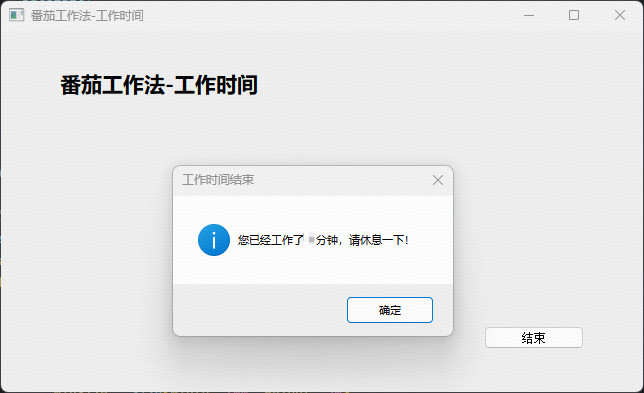 番茄工作法-工作时间
番茄工作法-工作时间
工作时间结束
您已经工作了 分钟，请休息一下！
确定
结束